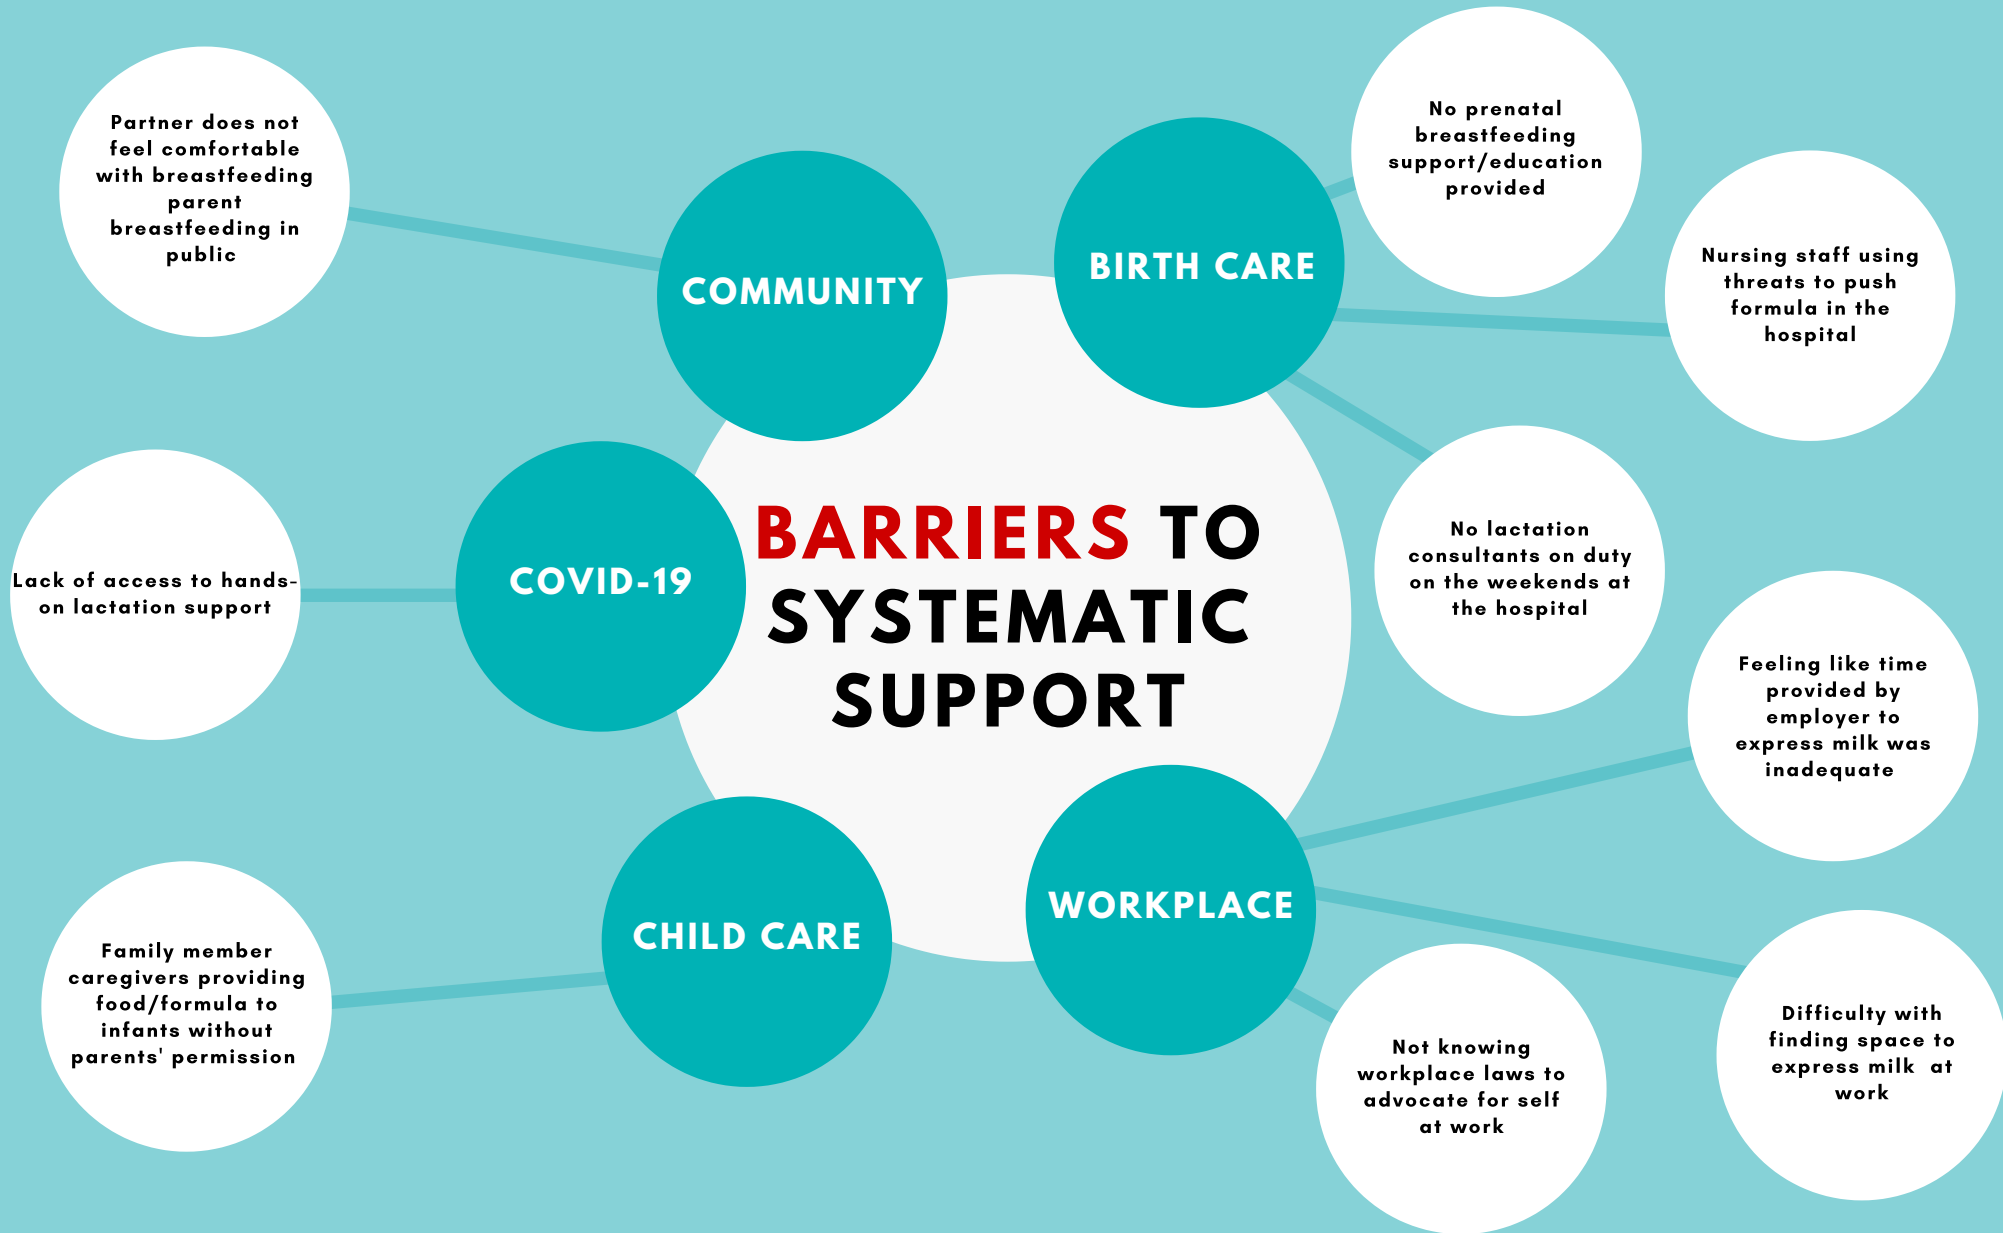 BARRIERS TO
SYSTEMATIC
SUPPORT
COMMUNITY
Partner does not
feel comfortable
with breastfeeding
parent
breastfeeding in
public
BIRTH CARE
No prenatal
breastfeeding
support/education
provided
Nursing staff using
threats to push
formula in the
hospital
No lactation
consultants on duty
on the weekends at
the hospital
COVID-19
Lack of access to hands-
on lactation support
CHILD CARE
Family member
caregivers providing
food/formula to
infants without
parents' permission
WORKPLACE
Feeling like time
provided by
employer to
express milk was
inadequate
Difficulty with
finding space to
express milk  at
work
Not knowing
workplace laws to
advocate for self
at work